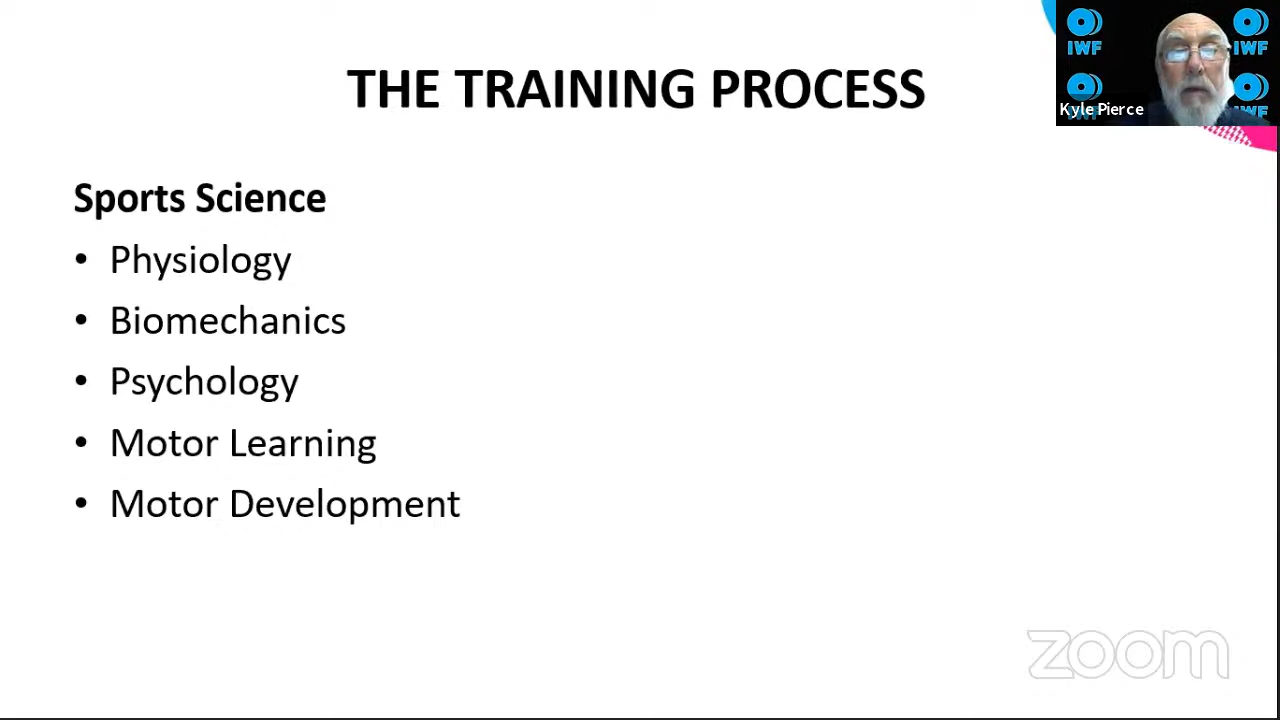 THE TRAINING PROCESS
IWF
IWF
Kyle Pierce
Sports Science
• Physiology
• Biomechanics
• Psychology
• Motor Learning
• Motor Development
zoom